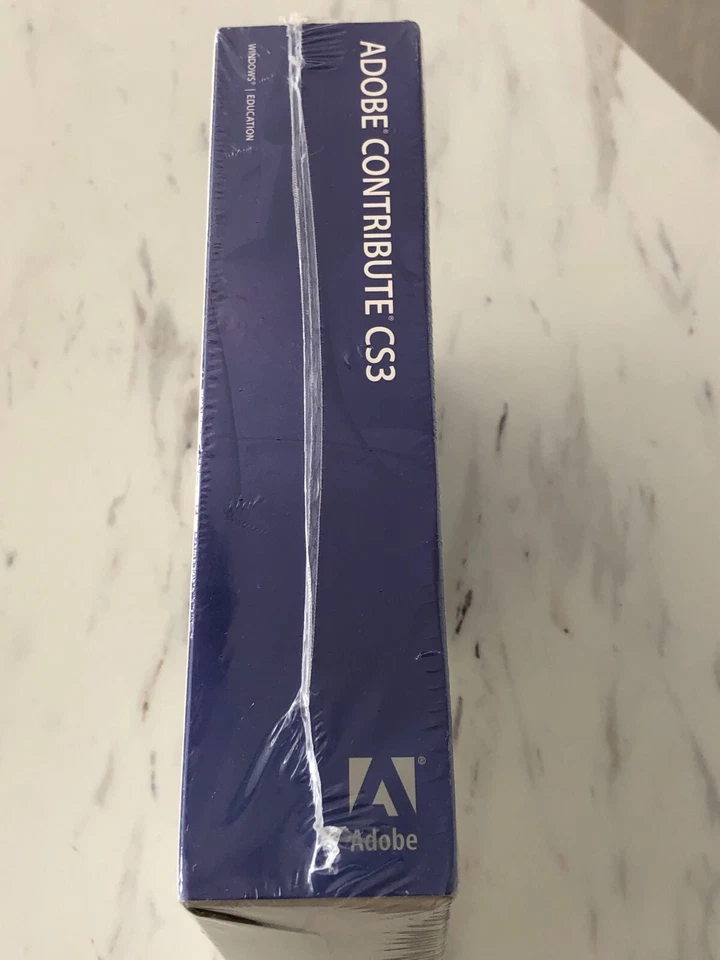 ADOBE® CONTRIBUTE® CS3
WINDOWS® | EDUCATION
®
Adobe